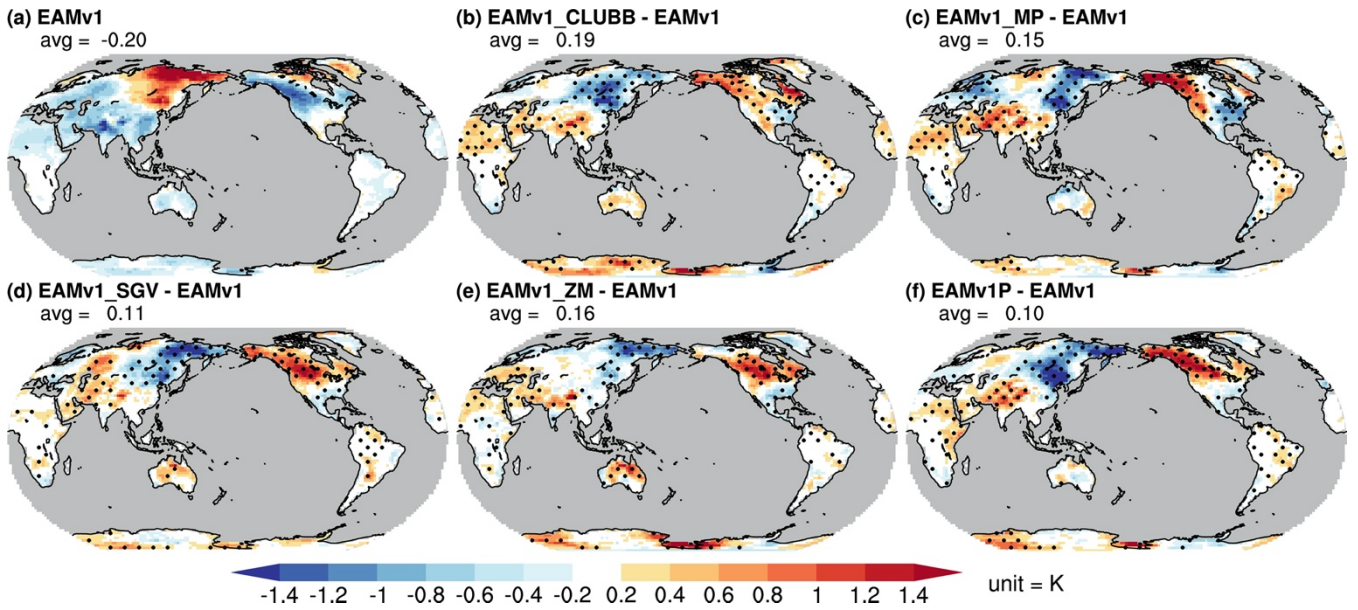 (a) EAMv1
avg = -0.20
(b) EAMv1_CLUBB - EAMv1
avg = 0.19
(c) EAMv1_MP - EAMv1
avg = 0.15
(d) EAMv1_SGV - EAMv1
avg = 0.11
(e) EAMv1_ZM - EAMv1
avg = 0.16
(f) EAMv1P - EAMv1
avg = 0.10
-1.4 -1.2 -1 -0.8 -0.6 -0.4 -0.2 0.2 0.4 0.6 0.8 1 1.2 1.4 unit = K